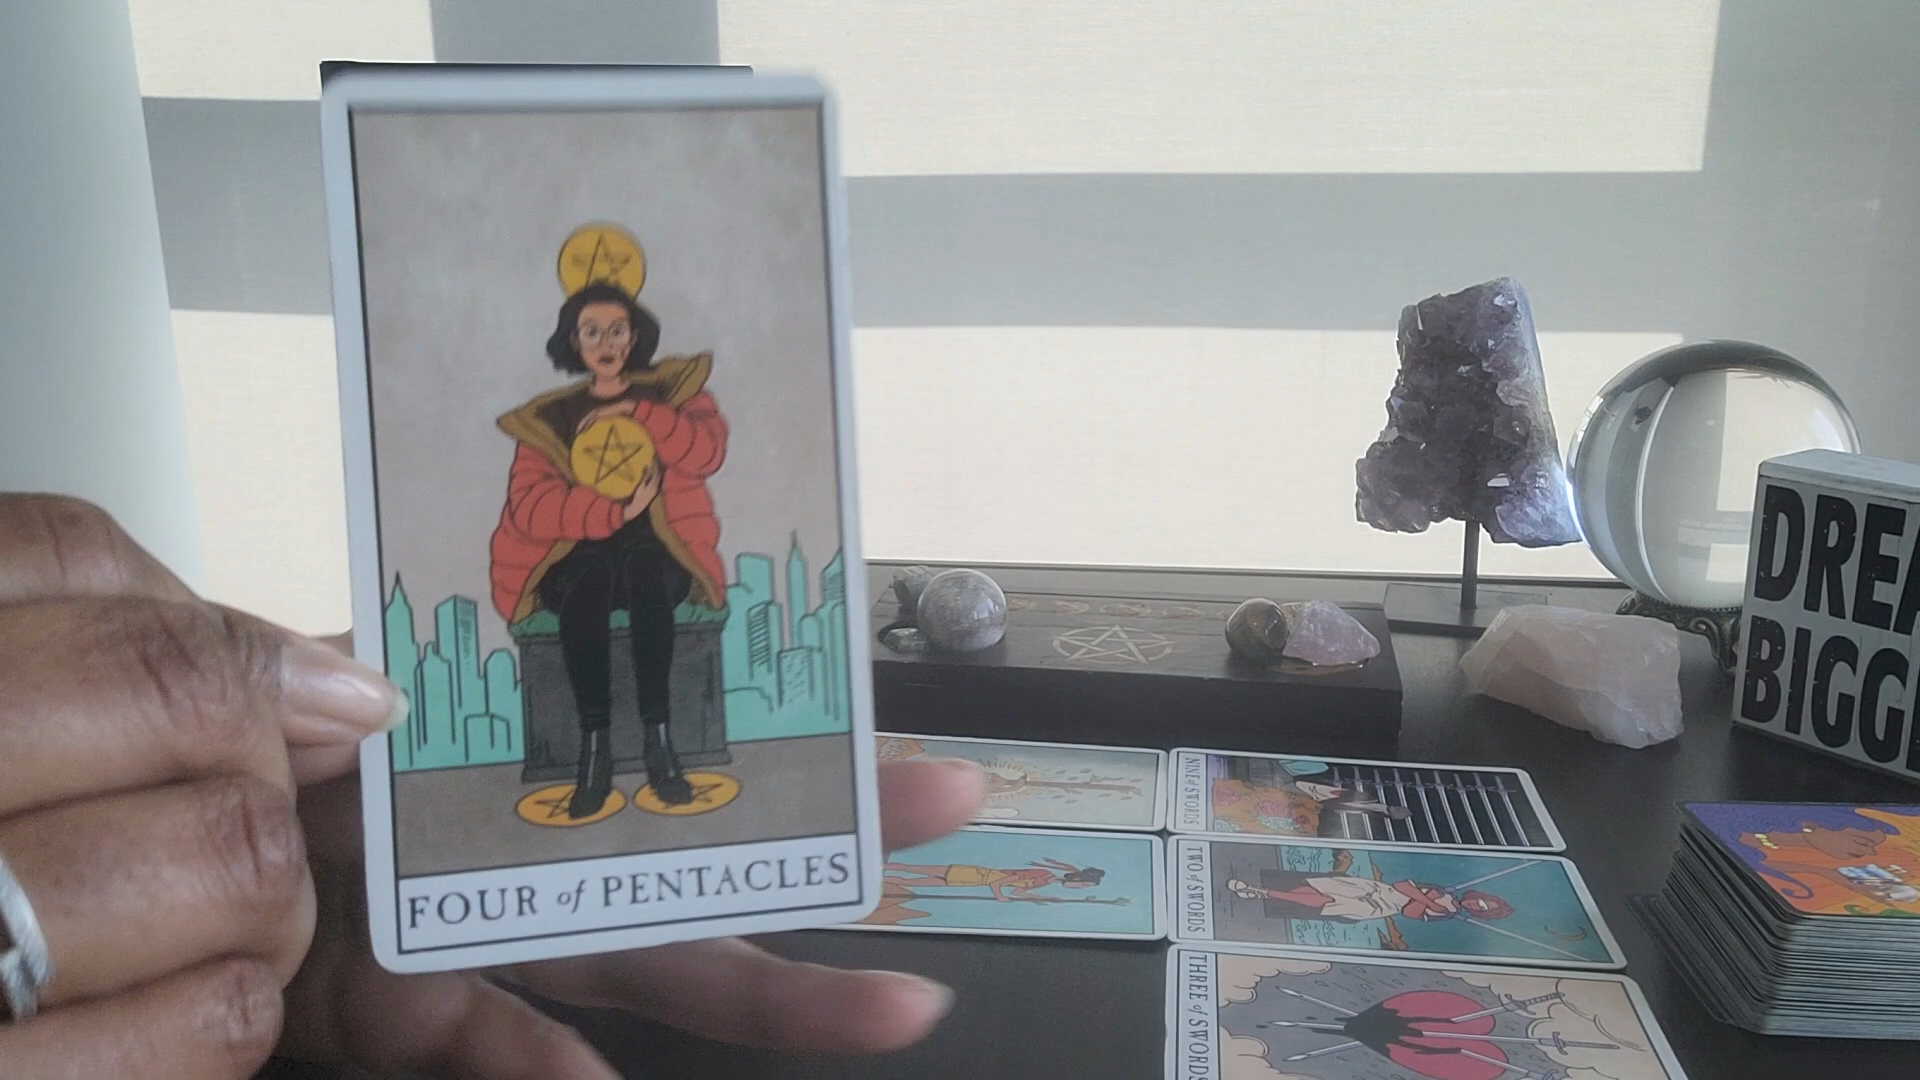 FOUR of PENTACLES
DREA
BIGG
NINE of SWORDS
TWO of SWORDS
THREE of SWORDS